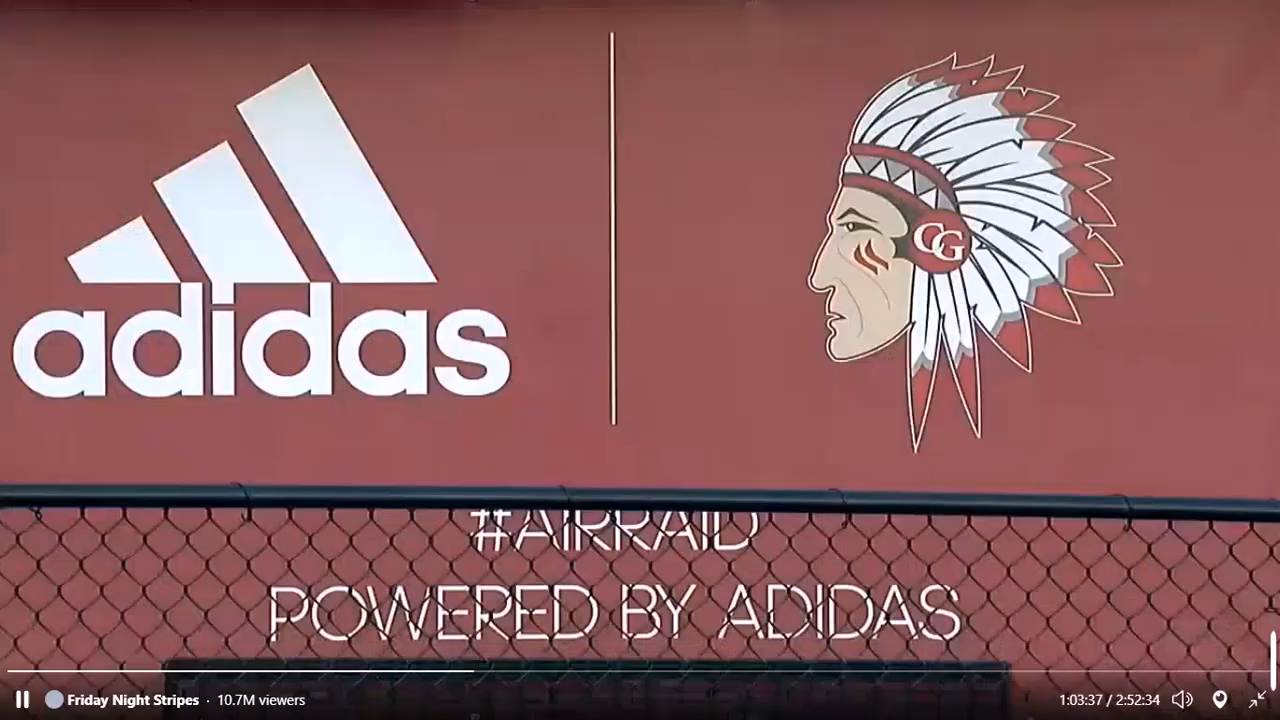 adidas
CG
#AIRRAID
POWERED BY ADIDAS
Friday Night Stripes · 10.7M viewers
1:03:37 / 2:52:34